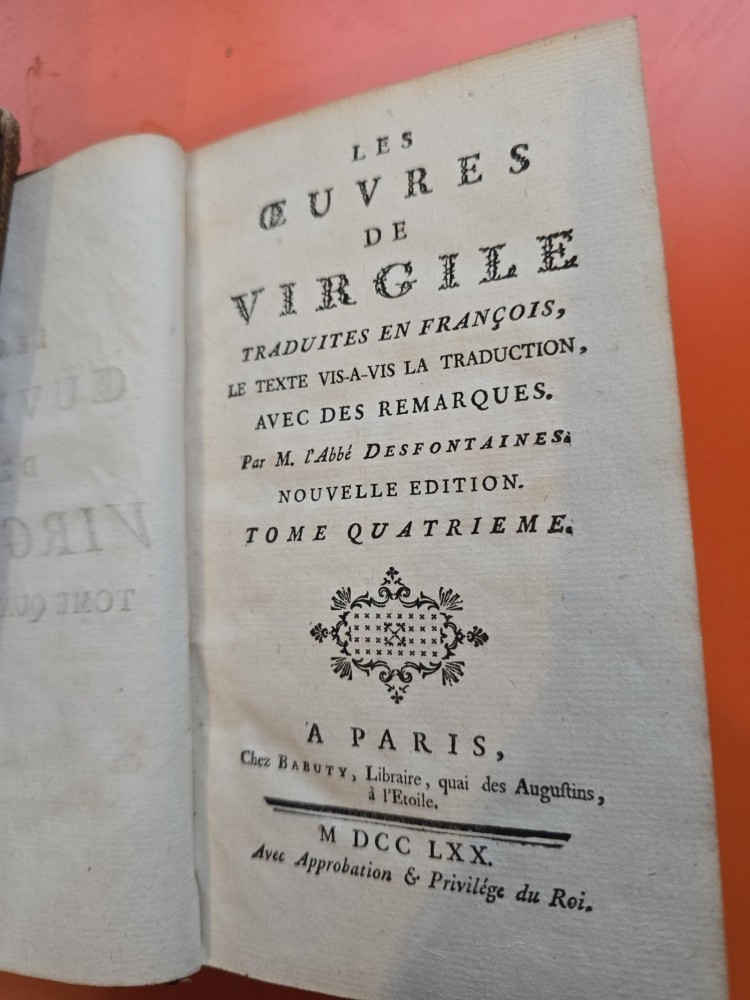 LES
ŒUVRES
DE
VIRGILE
TRADUITES EN FRANÇOIS,
LE TEXTE VIS-A-VIS LA TRADUCTION,
AVEC DES REMARQUES.
Par M. l'Abbé DESFONTAINES.
NOUVELLE EDITION.
TOME QUATRIEME.
A PARIS,
Chez BABUTY, Libraire, quai des Auguſtins,
à l'Etoile.
M DCC LXX.
Avec Approbation & Privilége du Roi.